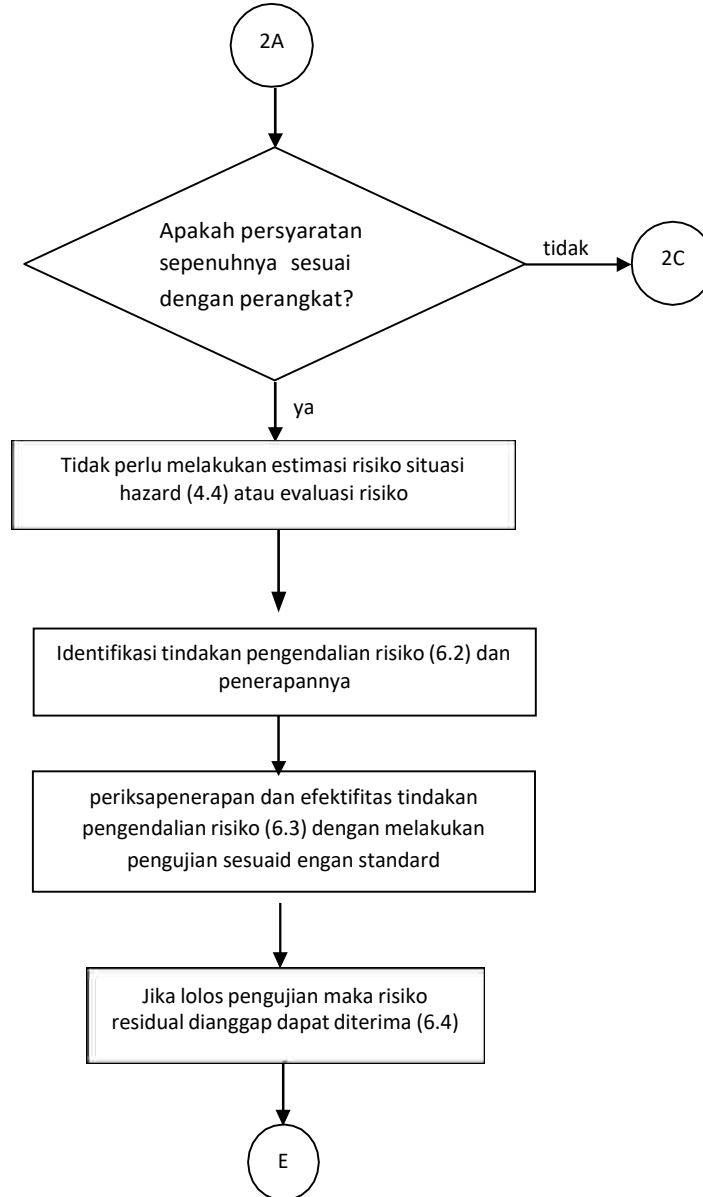 2A
Apakah persyaratan
sepenuhnya sesuai
dengan perangkat?
tidak
2C
ya
Tidak perlu melakukan estimasi risiko situasi
hazard (4.4) atau evaluasi risiko
Identifikasi tindakan pengendalian risiko (6.2) dan
penerapannya
periksapenerapan dan efektifitas tindakan
pengendalian risiko (6.3) dengan melakukan
pengujian sesuaid engan standard
Jika lolos pengujian maka risiko
residual dianggap dapat diterima (6.4)
E